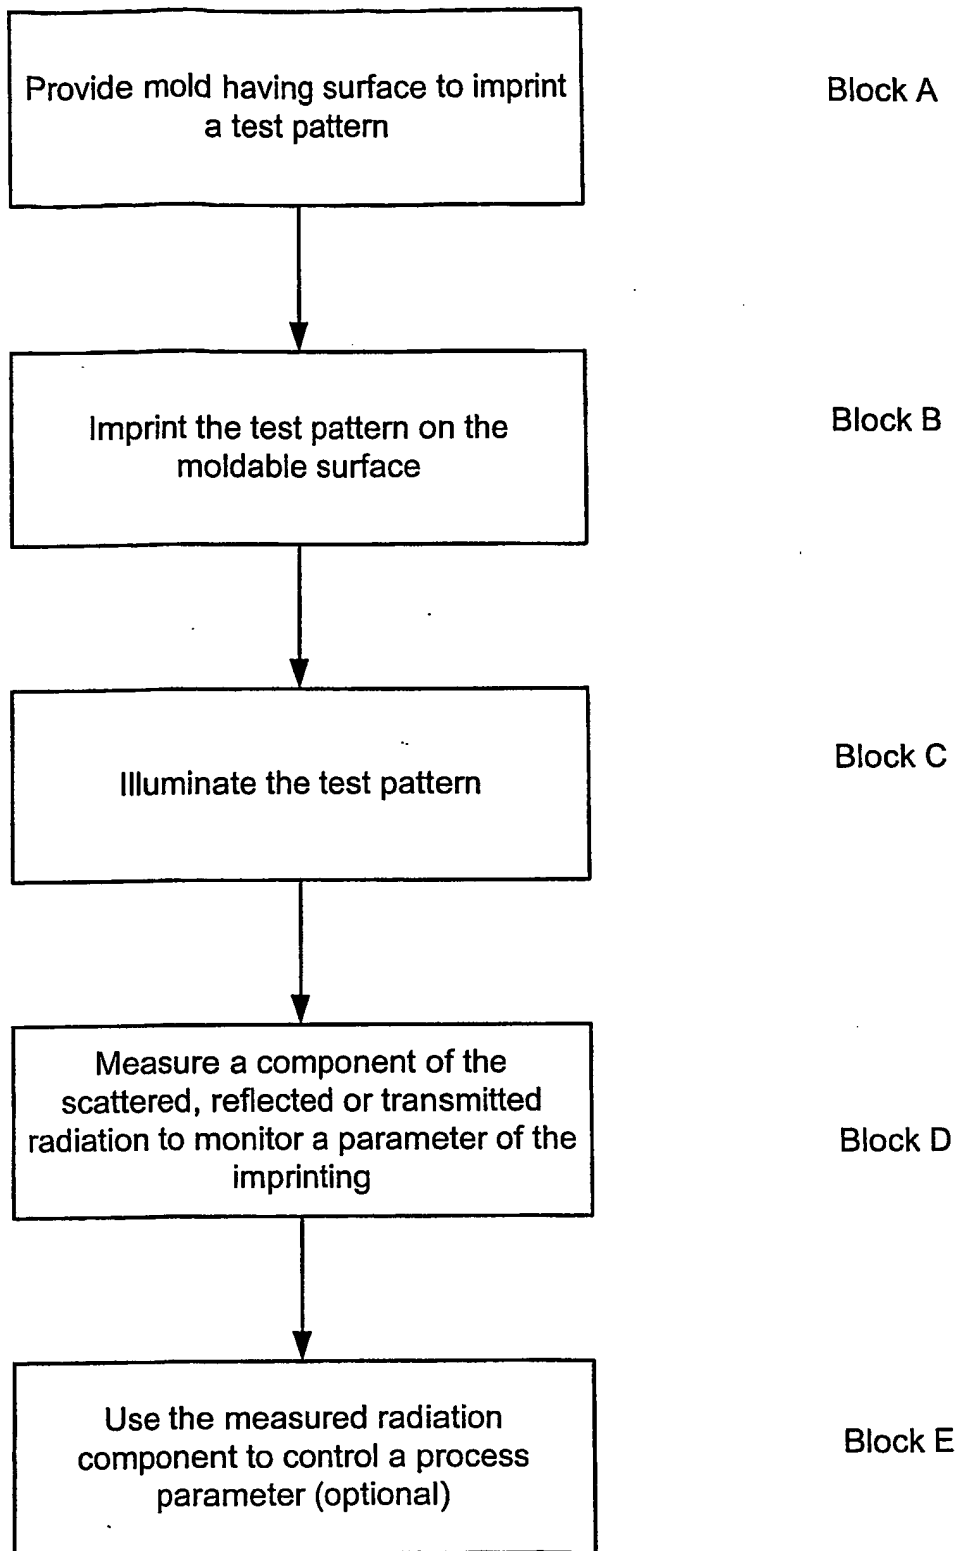 Provide mold having surface to imprint
a test pattern
Block A
Imprint the test pattern on the
moldable surface
Block B
Illuminate the test pattern
Block C
Measure a component of the
scattered, reflected or transmitted
radiation to monitor a parameter of the
imprinting
Block D
Use the measured radiation
component to control a process
parameter (optional)
Block E